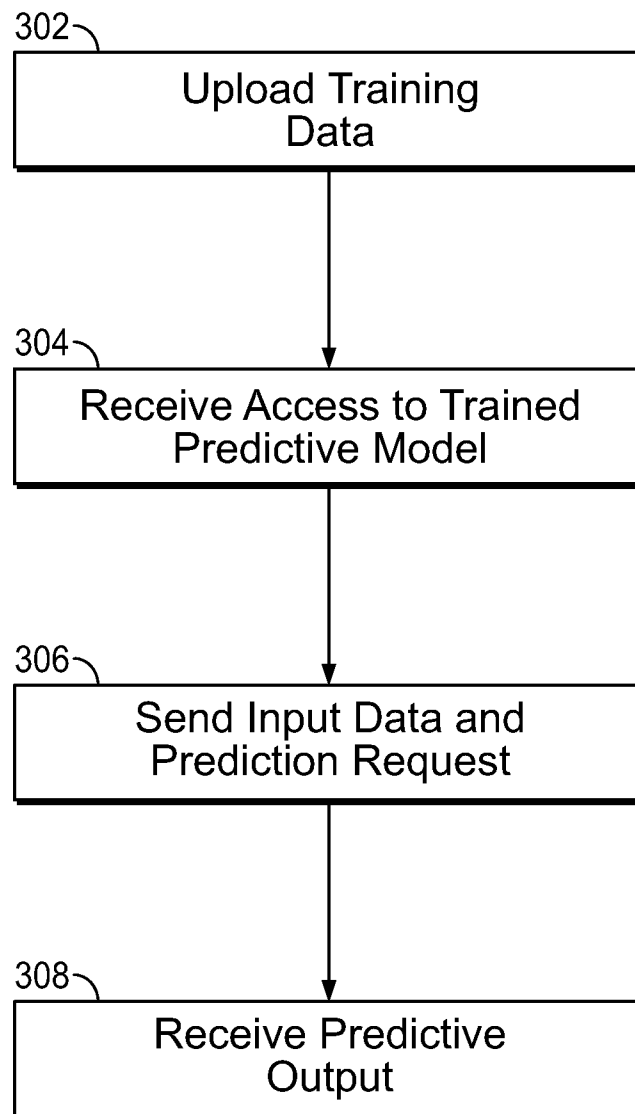 302
Upload Training
Data
304
Receive Access to Trained
Predictive Model
306
Send Input Data and
Prediction Request
308
Receive Predictive
Output